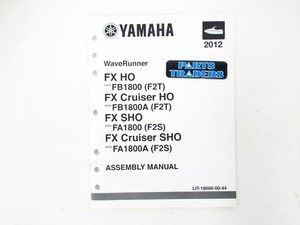 YAMAHA
2012
WaveRunner
PARTS
TRADERS
FX HO
FB1800 (F2T)
FX Cruiser HO
FB1800A (F2T)
FX SHO
FA1800 (F2S)
FX Cruiser SHO
FA1800A (F2S)
ASSEMBLY MANUAL
LIT-18666-00-44